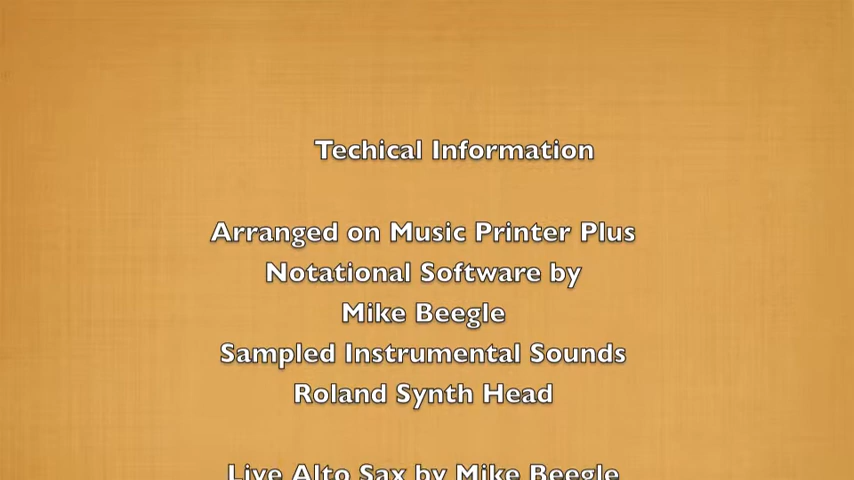 Techical Information
Arranged on Music Printer Plus
Notational Software by
Mike Beegle
Sampled Instrumental Sounds
Roland Synth Head
Live Alto Sax by Mike Beegle